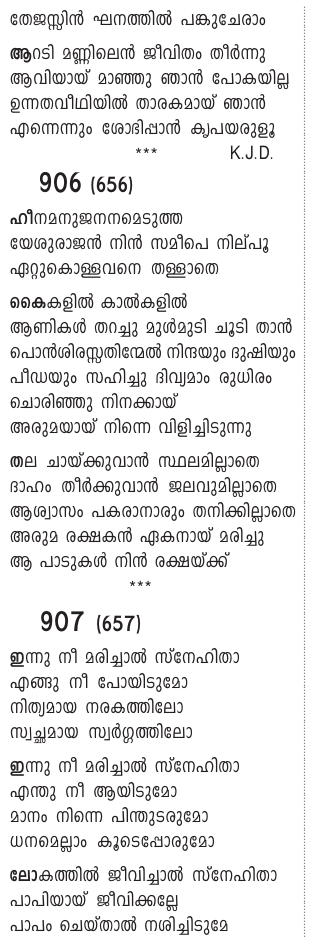 തേജസ്സിൻ ഘനത്തിൽ പങ്കുചേരാം
ആറടി മണ്ണിലെൻ ജീവിതം തീർന്നു
ആവിയായ് മാഞ്ഞു ഞാൻ പോകയില്ല
ഉന്നതവീഥിയിൽ താരകമായ് ഞാൻ
എന്നെന്നും ശോഭിപ്പാൻ കൃപയരുളൂ
*** K.J.D.
906 (656)
ഹീനമനുജനനമെടുത്ത
യേശുരാജൻ നിൻ സമീപെ നില്പൂ
ഏറ്റുകൊള്ളവനെ തള്ളാതെ
കൈകളിൽ കാൽകളിൽ
ആണികൾ തറച്ചു മുൾമുടി ചൂടി താൻ
പൊൻശിരസ്സതിന്മേൽ നിന്ദയും ദുഷിയും
പീഡയും സഹിച്ചു ദിവ്യമാം രുധിരം
ചൊരിഞ്ഞു നിനക്കായ്
അരുമയായ് നിന്നെ വിളിച്ചിടുന്നു
തല ചായ്ക്കുവാൻ സ്ഥലമില്ലാതെ
ദാഹം തീർക്കുവാൻ ജലവുമില്ലാതെ
ആശ്വാസം പകരാനാരും തനിക്കില്ലാതെ
അരുമ രക്ഷകൻ ഏകനായ് മരിച്ചു
ആ പാടുകൾ നിൻ രക്ഷയ്ക്ക്
***
907 (657)
ഇന്നു നീ മരിച്ചാൽ സ്നേഹിതാ
എങ്ങു നീ പോയിടുമോ
നിത്യമായ നരകത്തിലോ
സ്വച്ഛമായ സ്വർഗ്ഗത്തിലോ
ഇന്നു നീ മരിച്ചാൽ സ്നേഹിതാ
എന്തു നീ ആയിടുമോ
മാനം നിന്നെ പിന്തുടരുമോ
ധനമെല്ലാം കൂടെപ്പോരുമോ
ലോകത്തിൽ ജീവിച്ചാൽ സ്നേഹിതാ
പാപിയായ് ജീവിക്കല്ലേ
പാപം ചെയ്താൽ നശിച്ചിടുമേ